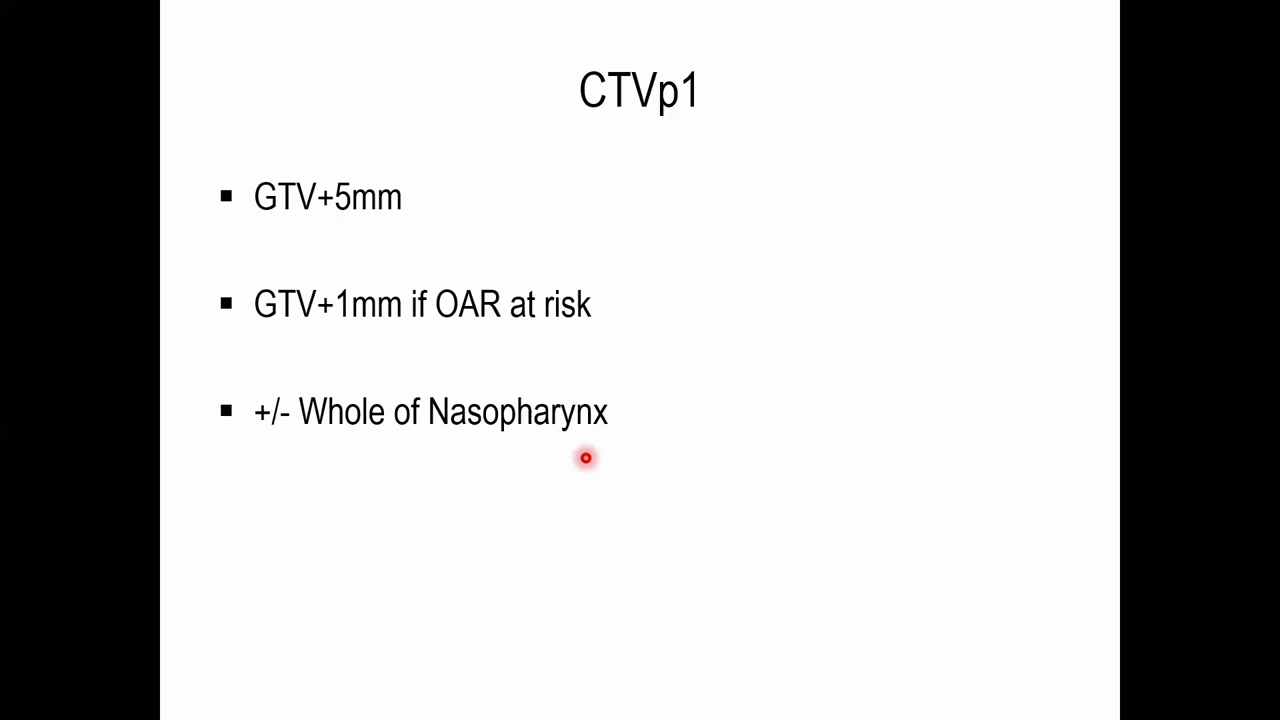 CTVp1
▪ GTV+5mm
▪ GTV+1mm if OAR at risk
▪ +/- Whole of Nasopharynx